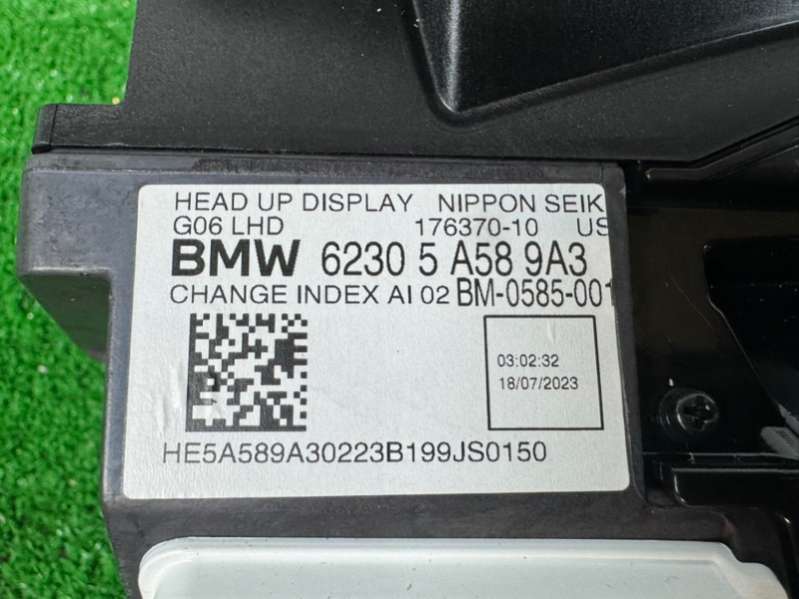 HEAD UP DISPLAY NIPPON SEIK
G06 LHD 176370-10 US
BMW 6230 5 A58 9A3
CHANGE INDEX AI 02 BM-0585-001
03:02:32
18/07/2023
HE5A589A30223B199JS0150